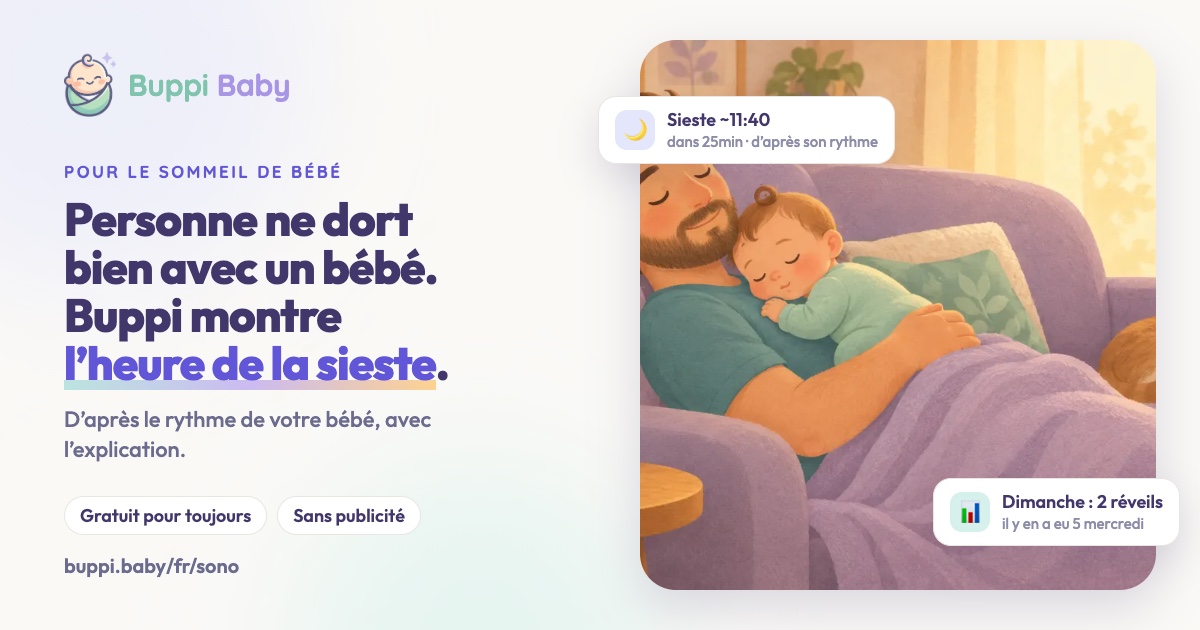 Buppi Baby
POUR LE SOMMEIL DE BÉBÉ
Personne ne dort
bien avec un bébé.
Buppi montre
l’heure de la sieste.
D’après le rythme de votre bébé, avec
l’explication.
Gratuit pour toujours
Sans publicité
buppi.baby/fr/sono
Sieste ~11:40
dans 25min · d’après son rythme
Dimanche : 2 réveils
il y en a eu 5 mercredi